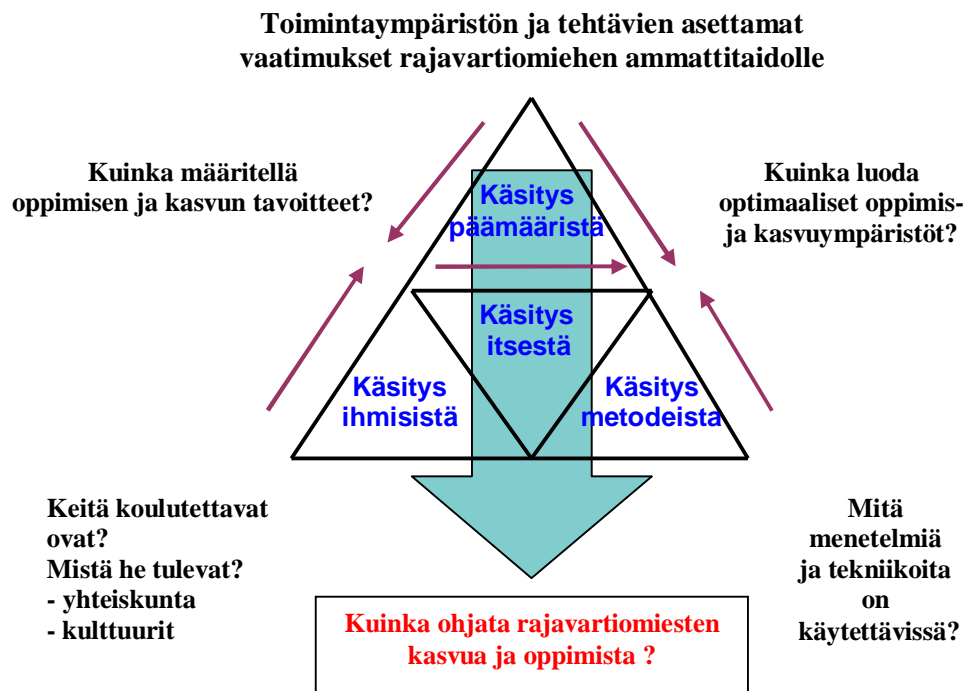 Toimintaympäristön ja tehtävien asettamat
vaatimukset rajavartiomiehen ammattitaidolle
Kuinka määritellä
oppimisen ja kasvun tavoitteet?
Kuinka luoda
optimaaliset oppimis-
ja kasvuympäristöt?
Käsitys
päämääristä
Käsitys
itsestä
Käsitys
ihmisistä
Käsitys
metodeista
Keitä koulutettavat
ovat?
Mistä he tulevat?
- yhteiskunta
- kulttuurit
Mitä
menetelmiä
ja tekniikoita
on
käytettävissä?
Kuinka ohjata rajavartiomiesten
kasvua ja oppimista ?